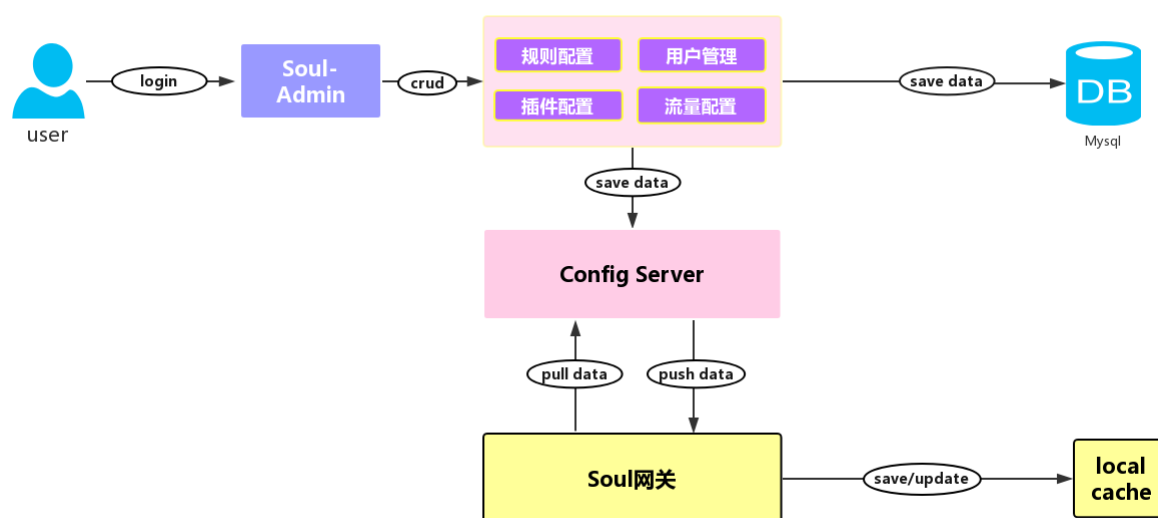 user
login
Soul-
Admin
crud
规则配置
用户管理
插件配置
流量配置
save data
DB
Mysql
save data
Config Server
pull data
push data
Soul网关
save/update
local
cache